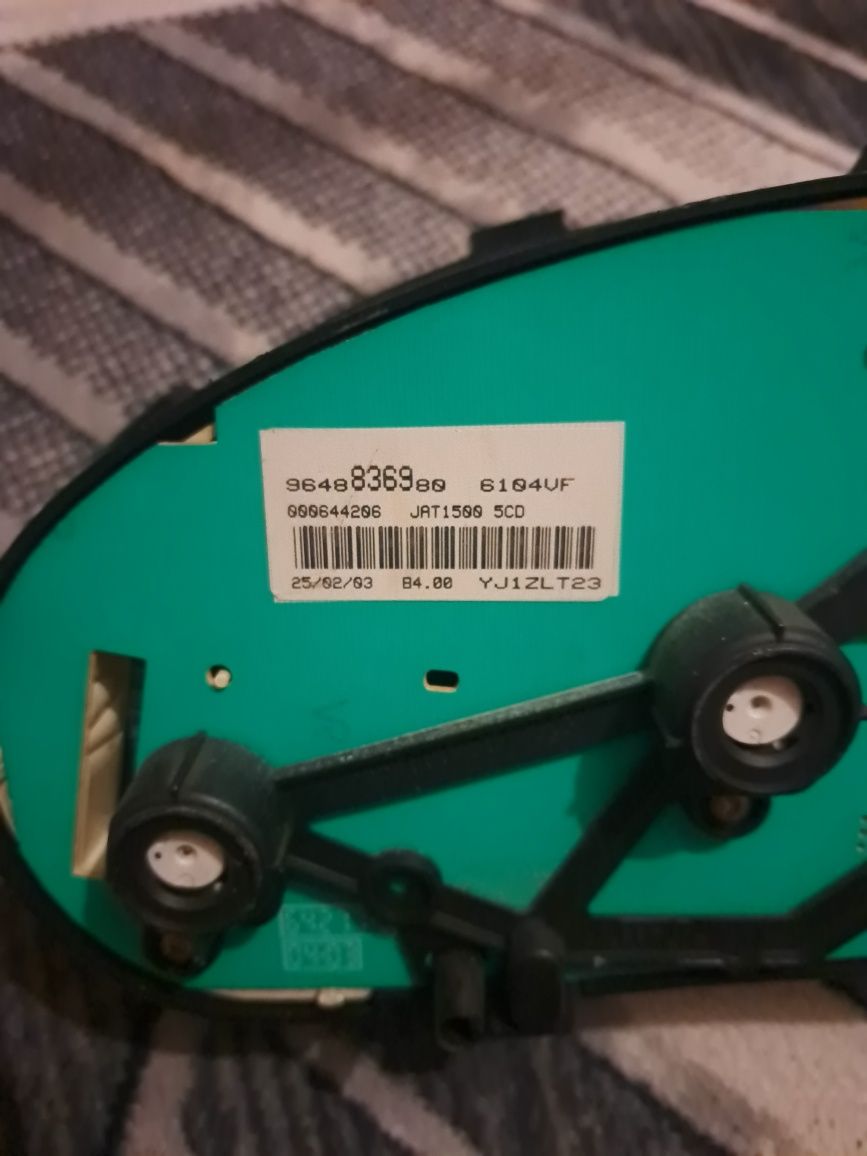 9648836980 6104VF
000644206 JAT1500 5CD
25/02/03 B4.00 YJ1ZLT23